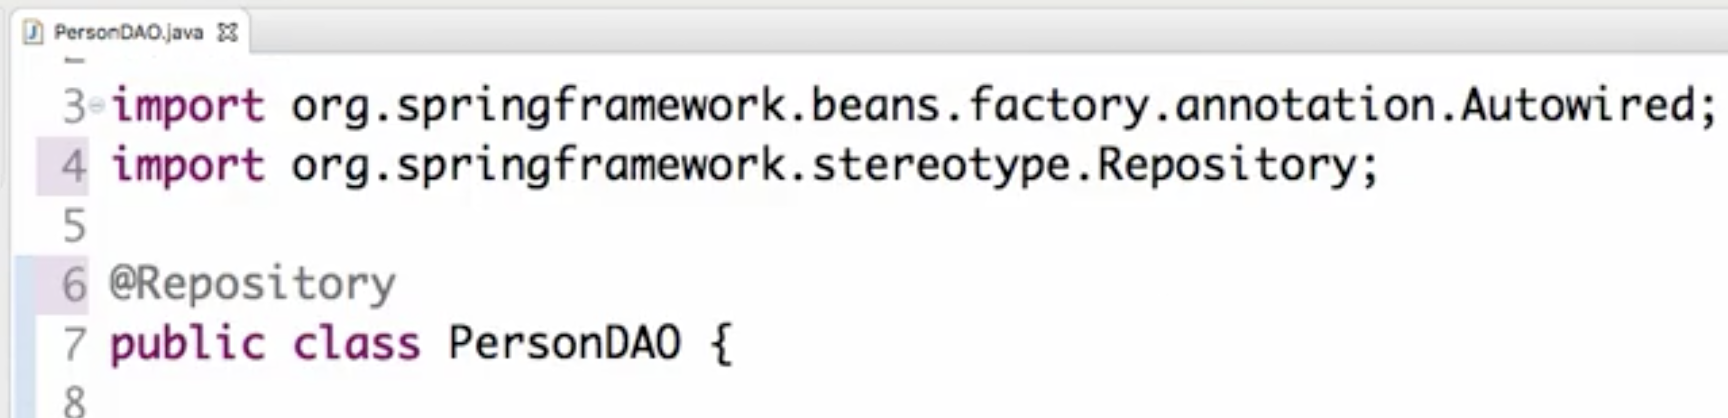 PersonDAO.java
3 import org.springframework.beans.factory.annotation.Autowired;
4 import org.springframework.stereotype.Repository;
5
6 @Repository
7 public class PersonDAO {
8